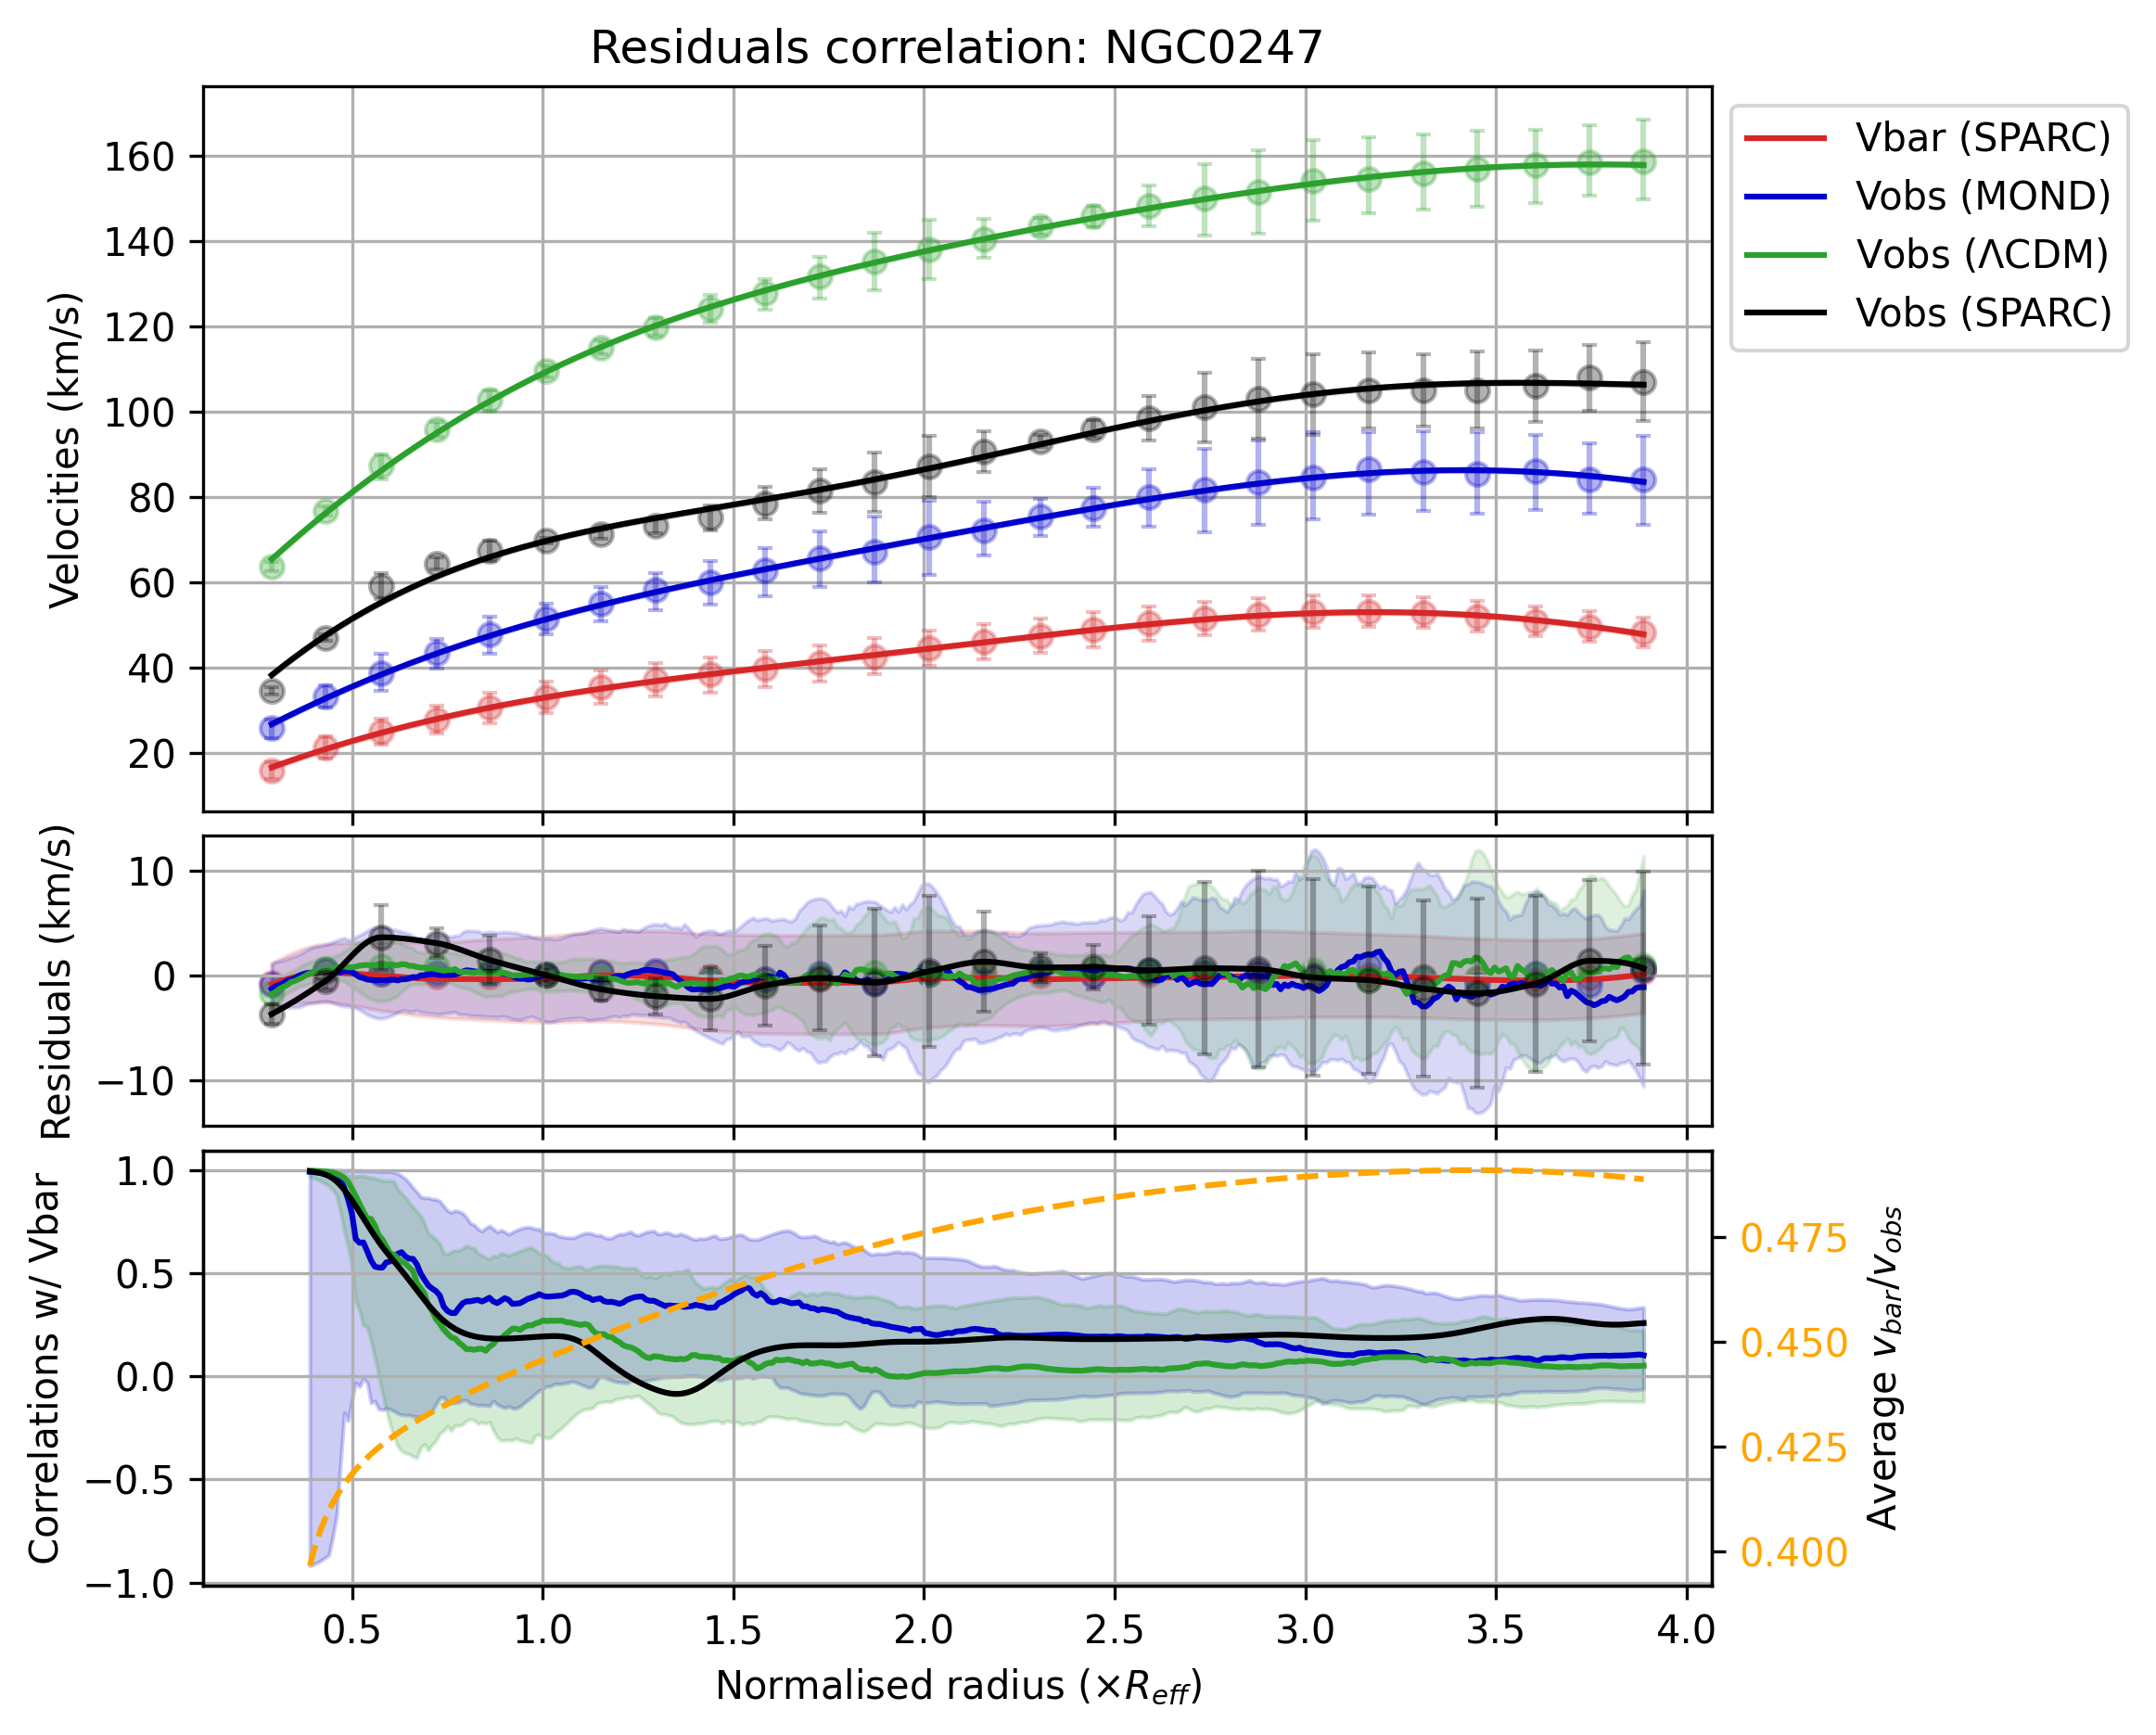 Residuals correlation: NGC0247
Velocities (km/s)
160
140
120
100
80
60
40
20
Vbar (SPARC)
Vobs (MOND)
Vobs (ΛCDM)
Vobs (SPARC)
Residuals (km/s)
10
0
−10
Correlations w/ Vbar
1.0
0.5
0.0
−0.5
−1.0
0.475
0.450
0.425
0.400
Average v_bar/v_obs
0.5 1.0 1.5 2.0 2.5 3.0 3.5 4.0
Normalised radius (×R_eff)